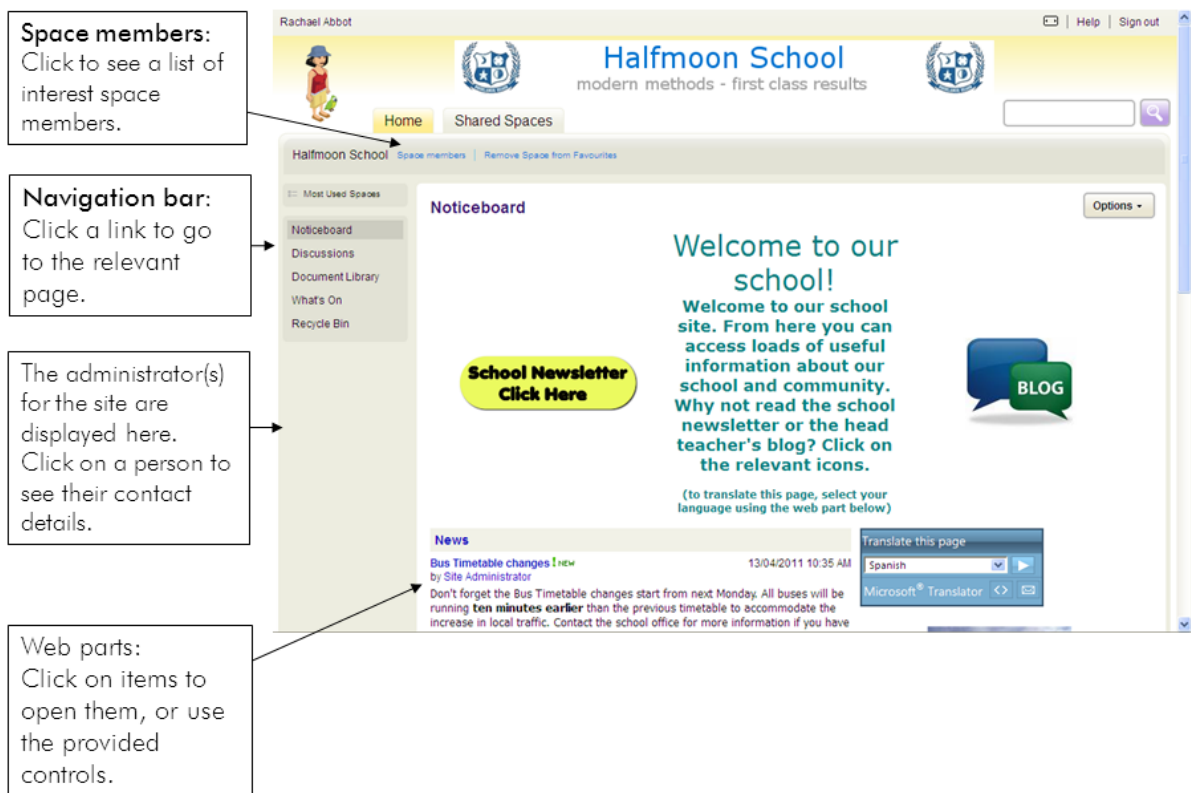 Space members:
Click to see a list of
interest space
members.
Navigation bar:
Click a link to go
to the relevant
page.
The administrator(s)
for the site are
displayed here.
Click on a person to
see their contact
details.
Web parts:
Click on items to
open them, or use
the provided
controls.
Rachael Abbot
Help | Sign out
Halfmoon School
modern methods - first class results
Home
Shared Spaces
Halfmoon School Space members | Remove Space from Favourites
Most Used Spaces
Noticeboard
Discussions
Document Library
What's On
Recycle Bin
Noticeboard
Options
Welcome to our
school!
Welcome to our school
site. From here you can
access loads of useful
information about our
school and community.
Why not read the school
newsletter or the head
teacher's blog? Click on
the relevant icons.
(to translate this page, select your
language using the web part below)
School Newsletter
Click Here
BLOG
News
Bus Timetable changes ! NEW 13/04/2011 10:35 AM
by Site Administrator
Don't forget the Bus Timetable changes start from next Monday. All buses will be
running ten minutes earlier than the previous timetable to accommodate the
increase in local traffic. Contact the school office for more information if you have
Translate this page
Spanish
Microsoft® Translator